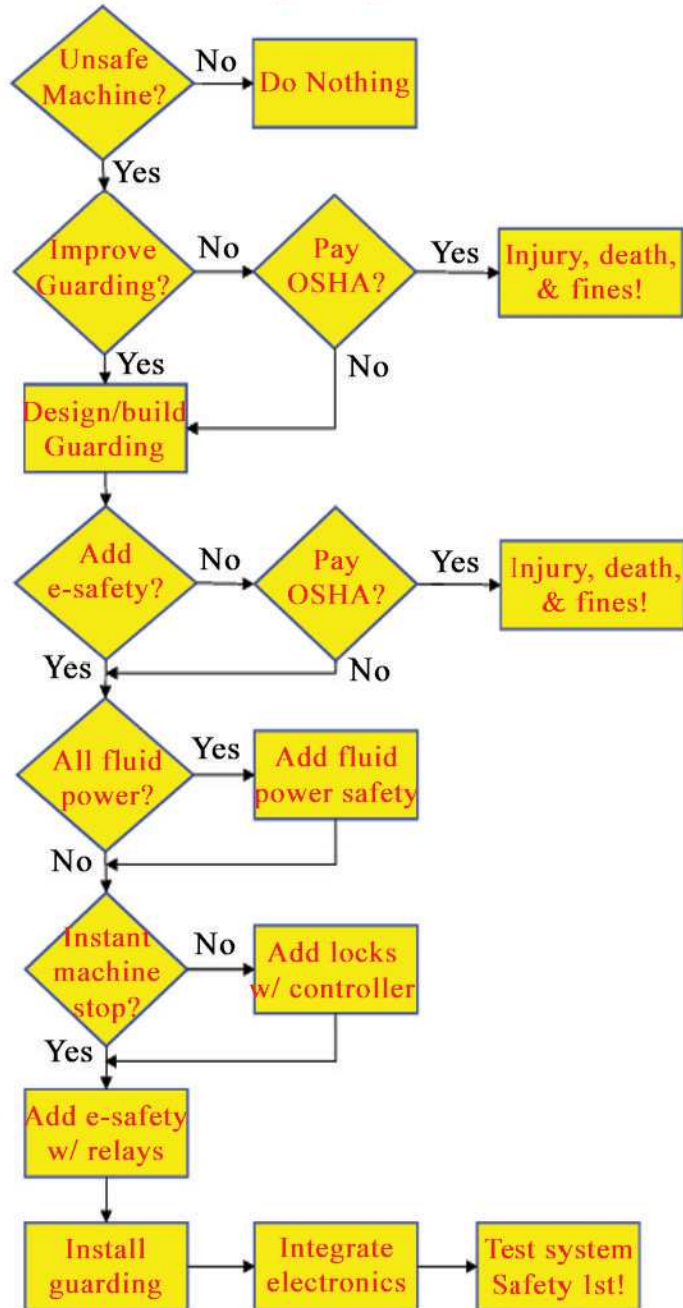 Unsafe
Machine?
No
Do Nothing
Yes
Improve
Guarding?
No
Pay
OSHA?
Yes
Injury, death,
& fines!
Yes
No
Design/build
Guarding
Add
e-safety?
No
Pay
OSHA?
Yes
Injury, death,
& fines!
Yes
No
All fluid
power?
Yes
Add fluid
power safety
No
Instant
machine
stop?
No
Add locks
w/ controller
Yes
Add e-safety
w/ relays
Install
guarding
Integrate
electronics
Test system
Safety 1st!